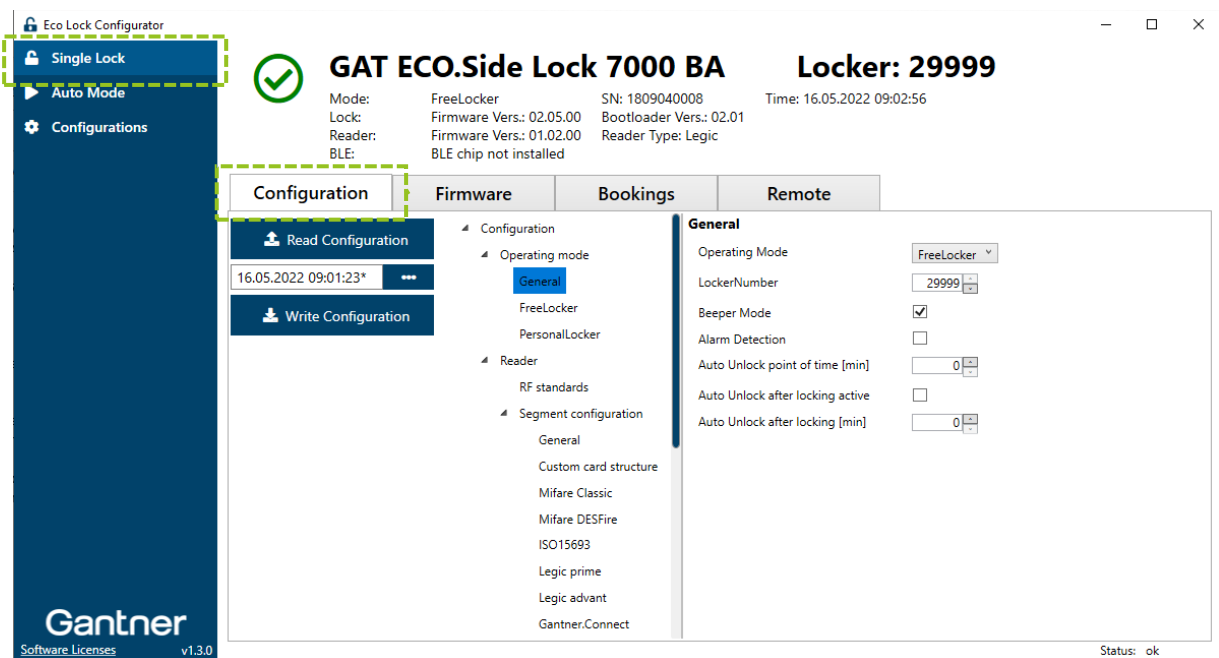 Eco Lock Configurator
Single Lock
Auto Mode
Configurations
GAT ECO.Side Lock 7000 BA Locker: 29999
Mode: FreeLocker SN: 1809040008 Time: 16.05.2022 09:02:56
Lock: Firmware Vers.: 02.05.00 Bootloader Vers.: 02.01
Reader: Firmware Vers.: 01.02.00 Reader Type: Legic
BLE: BLE chip not installed
Configuration Firmware Bookings Remote
Read Configuration
16.05.2022 09:01:23*
Write Configuration
Configuration
Operating mode
General
FreeLocker
PersonalLocker
Reader
RF standards
Segment configuration
General
Custom card structure
Mifare Classic
Mifare DESFire
ISO15693
Legic prime
Legic advant
Gantner.Connect
General
Operating Mode FreeLocker
LockerNumber 29999
Beeper Mode
Alarm Detection
Auto Unlock point of time [min] 0
Auto Unlock after locking active
Auto Unlock after locking [min] 0
Gantner
Software Licenses v1.3.0
Status: ok